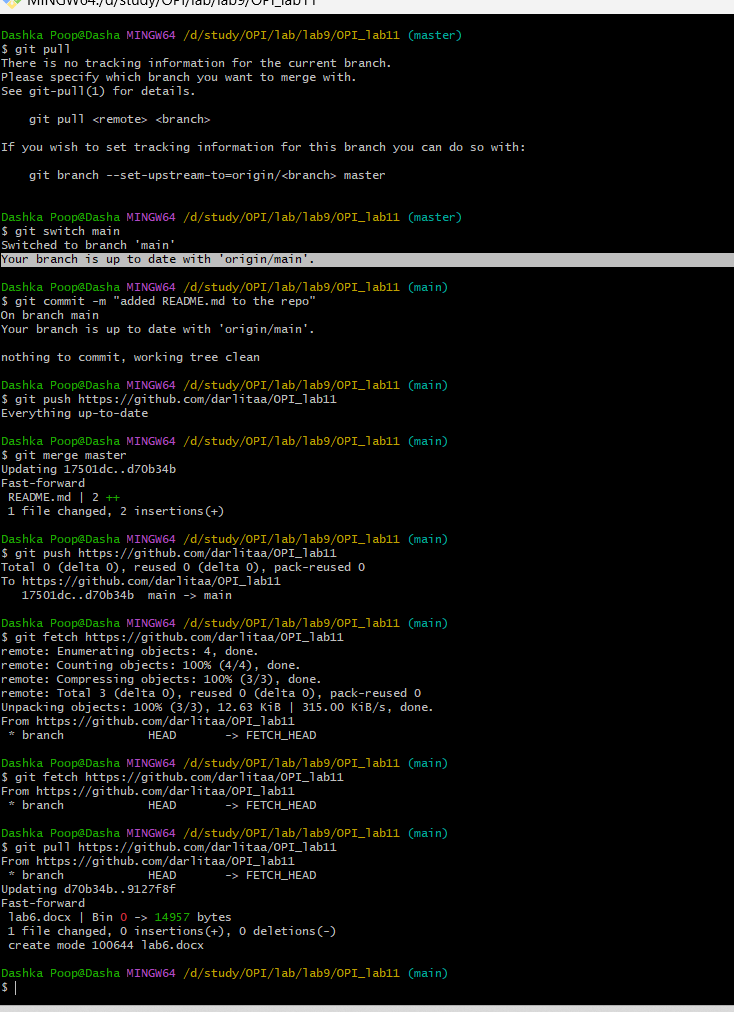 MINGW64:/d/study/OPI/lab/lab9/OPI_lab11
Dashka Poop@Dasha MINGW64 /d/study/OPI/lab/lab9/OPI_lab11 (master)
$ git pull
There is no tracking information for the current branch.
Please specify which branch you want to merge with.
See git-pull(1) for details.
git pull <remote> <branch>
If you wish to set tracking information for this branch you can do so with:
git branch --set-upstream-to=origin/<branch> master
Dashka Poop@Dasha MINGW64 /d/study/OPI/lab/lab9/OPI_lab11 (master)
$ git switch main
Switched to branch 'main'
Your branch is up to date with 'origin/main'.
Dashka Poop@Dasha MINGW64 /d/study/OPI/lab/lab9/OPI_lab11 (main)
$ git commit -m "added README.md to the repo"
On branch main
Your branch is up to date with 'origin/main'.
nothing to commit, working tree clean
Dashka Poop@Dasha MINGW64 /d/study/OPI/lab/lab9/OPI_lab11 (main)
$ git push https://github.com/darlitaa/OPI_lab11
Everything up-to-date
Dashka Poop@Dasha MINGW64 /d/study/OPI/lab/lab9/OPI_lab11 (main)
$ git merge master
Updating 17501dc..d70b34b
Fast-forward
README.md | 2 ++
1 file changed, 2 insertions(+)
Dashka Poop@Dasha MINGW64 /d/study/OPI/lab/lab9/OPI_lab11 (main)
$ git push https://github.com/darlitaa/OPI_lab11
Total 0 (delta 0), reused 0 (delta 0), pack-reused 0
To https://github.com/darlitaa/OPI_lab11
17501dc..d70b34b main -> main
Dashka Poop@Dasha MINGW64 /d/study/OPI/lab/lab9/OPI_lab11 (main)
$ git fetch https://github.com/darlitaa/OPI_lab11
remote: Enumerating objects: 4, done.
remote: Counting objects: 100% (4/4), done.
remote: Compressing objects: 100% (3/3), done.
remote: Total 3 (delta 0), reused 0 (delta 0), pack-reused 0
Unpacking objects: 100% (3/3), 12.63 KiB | 315.00 KiB/s, done.
From https://github.com/darlitaa/OPI_lab11
* branch HEAD -> FETCH_HEAD
Dashka Poop@Dasha MINGW64 /d/study/OPI/lab/lab9/OPI_lab11 (main)
$ git fetch https://github.com/darlitaa/OPI_lab11
From https://github.com/darlitaa/OPI_lab11
* branch HEAD -> FETCH_HEAD
Dashka Poop@Dasha MINGW64 /d/study/OPI/lab/lab9/OPI_lab11 (main)
$ git pull https://github.com/darlitaa/OPI_lab11
From https://github.com/darlitaa/OPI_lab11
* branch HEAD -> FETCH_HEAD
Updating d70b34b..9127f8f
Fast-forward
lab6.docx | Bin 0 -> 14957 bytes
1 file changed, 0 insertions(+), 0 deletions(-)
create mode 100644 lab6.docx
Dashka Poop@Dasha MINGW64 /d/study/OPI/lab/lab9/OPI_lab11 (main)
$